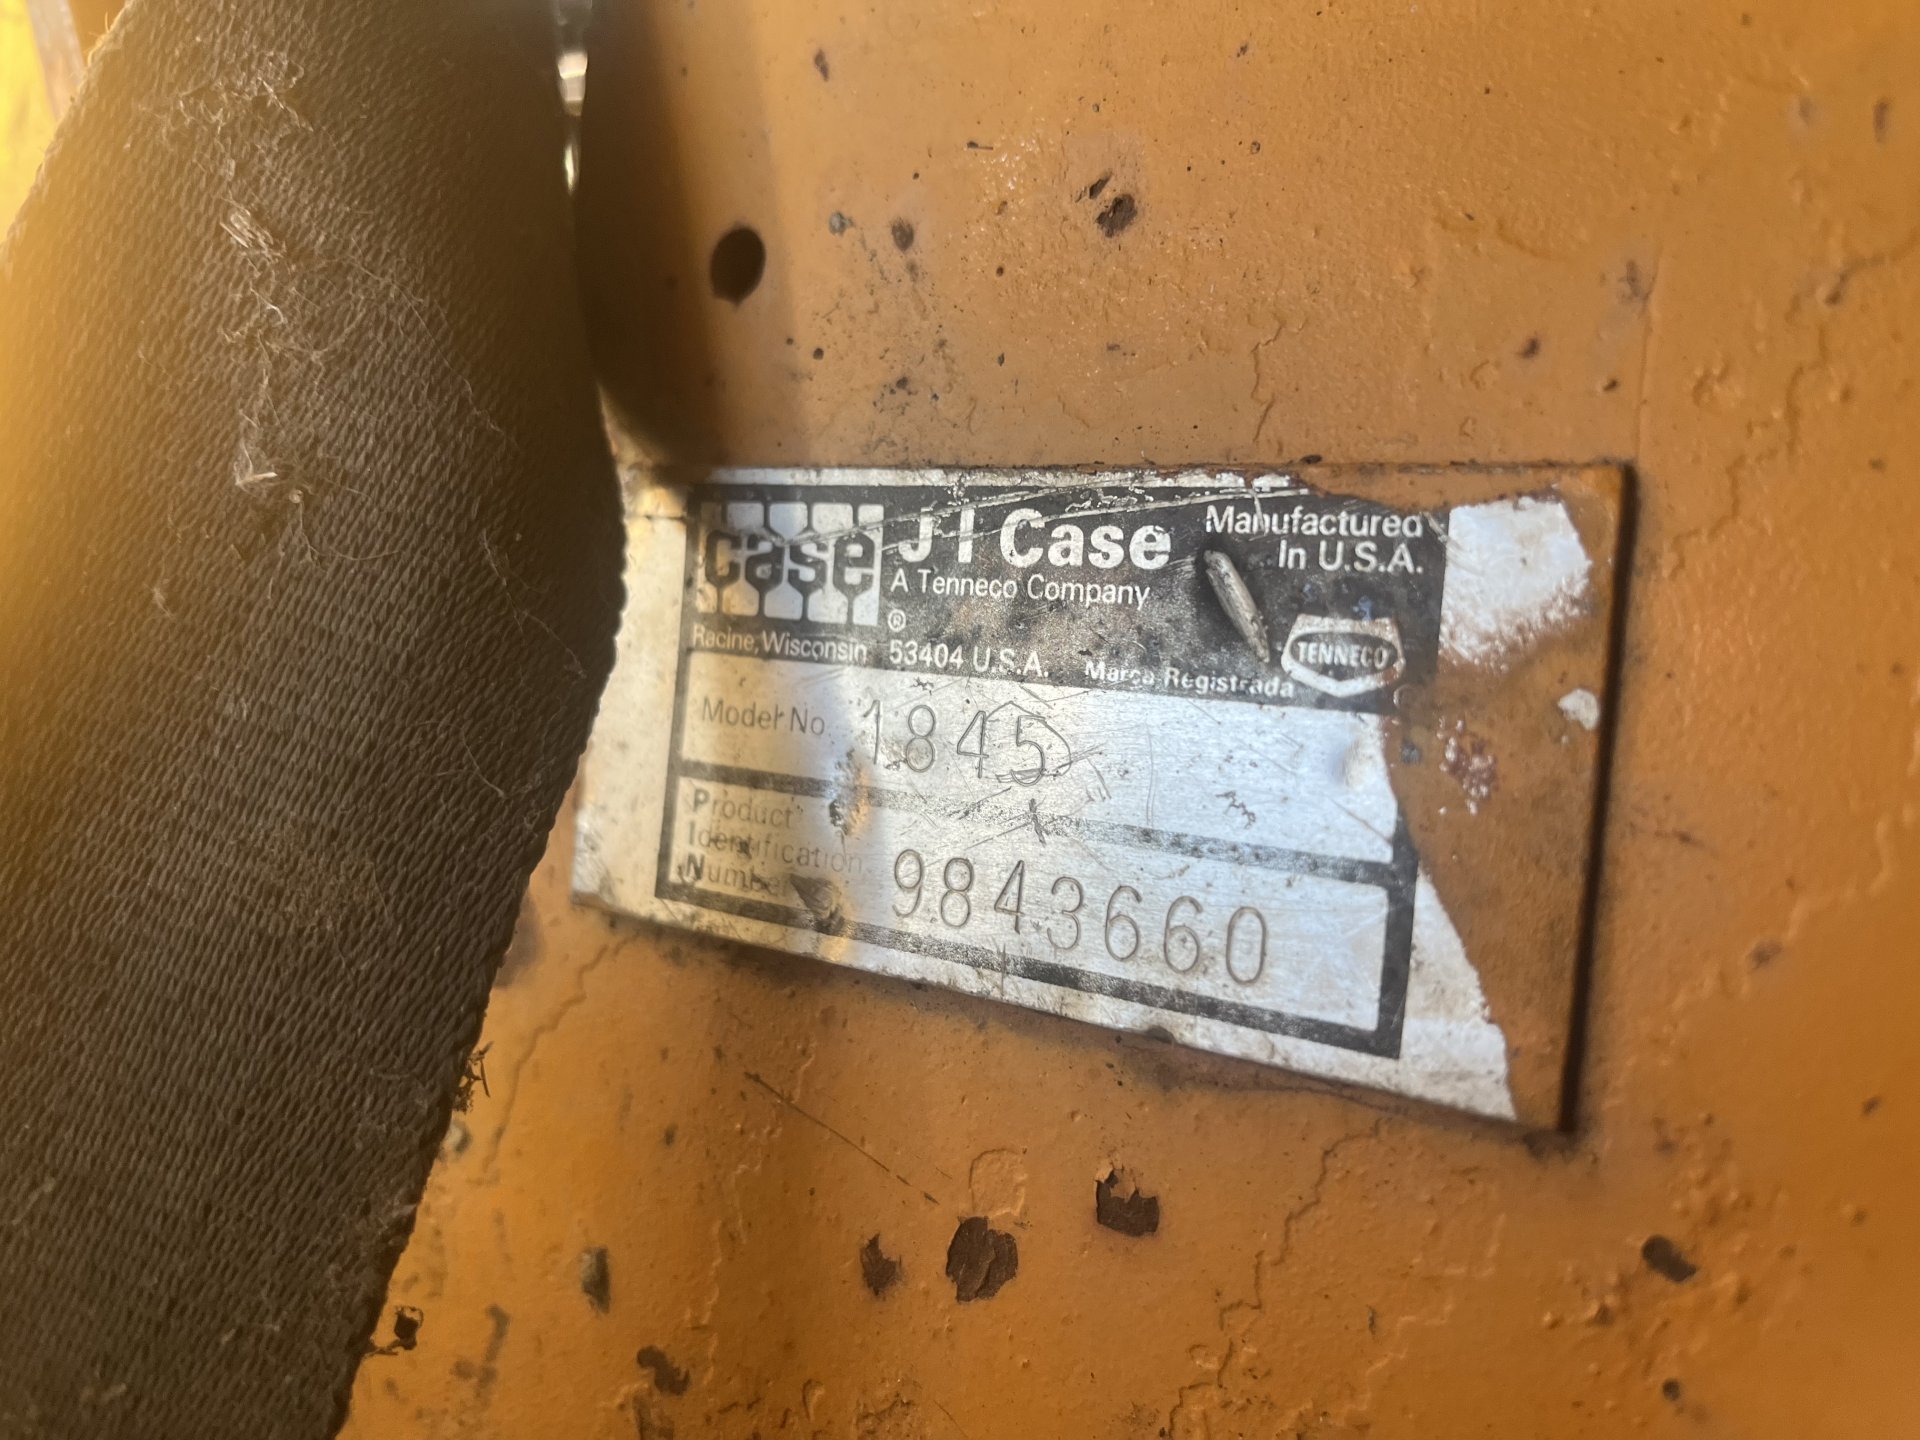 case J I Case
A Tenneco Company
®
Manufactured
In U.S.A.
TENNECO
Racine, Wisconsin 53404 U.S.A. Marca Registrada
Model No. 1845
Product
Identification
Number 9843660